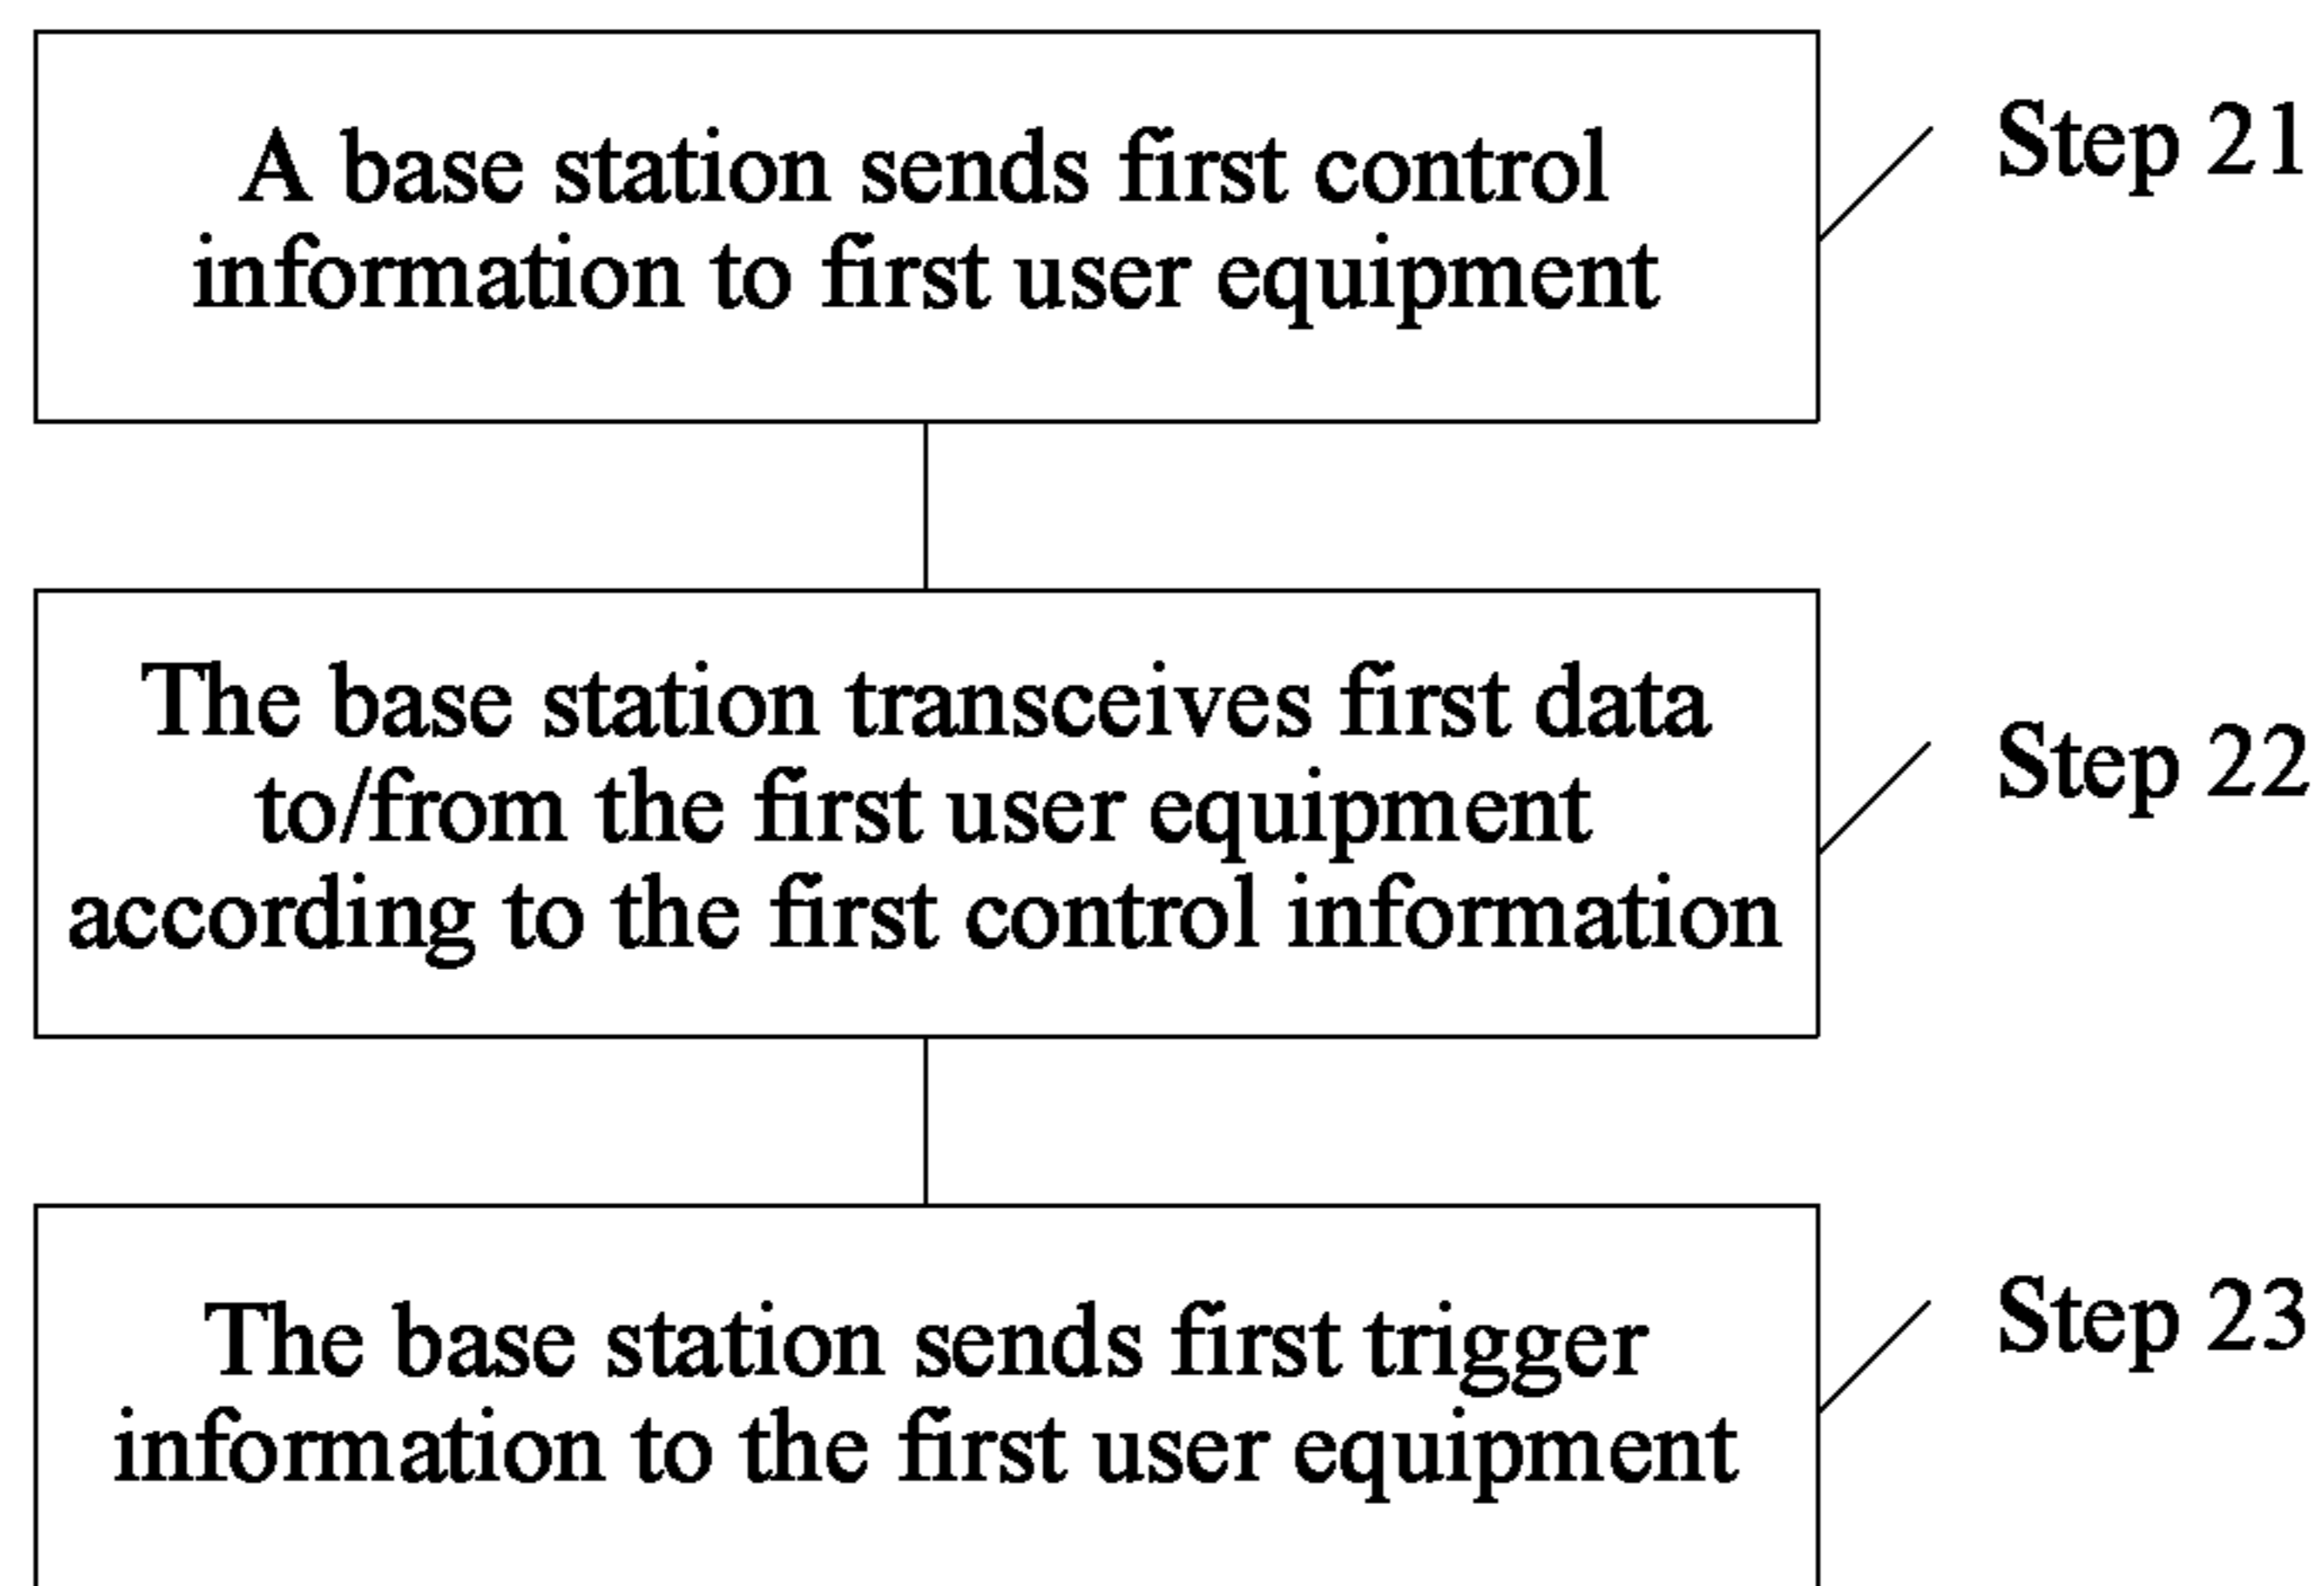 A base station sends first control
information to first user equipment
Step 21
The base station transceives first data
to/from the first user equipment
according to the first control information
Step 22
The base station sends first trigger
information to the first user equipment
Step 23